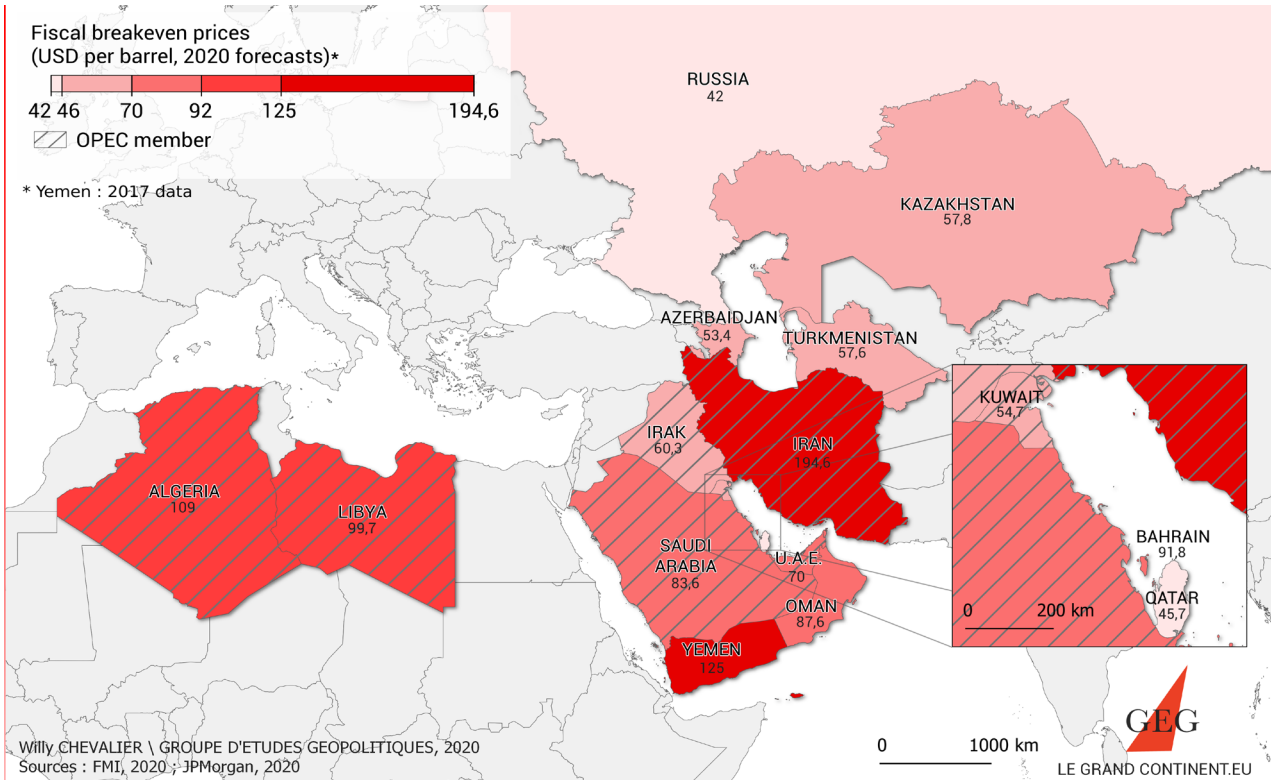 Fiscal breakeven prices
(USD per barrel, 2020 forecasts)*
42 46 70 92 125 194,6
OPEC member
* Yemen : 2017 data
RUSSIA
42
KAZAKHSTAN
57,8
AZERBAIDJAN
53,4
TURKMENISTAN
57,6
KUWAIT
54,7
IRAK
60,3
IRAN
194,6
ALGERIA
109
LIBYA
99,7
SAUDI
ARABIA
83,6
U.A.E.
70
OMAN
87,6
YEMEN
125
BAHRAIN
91,8
QATAR
45,7
0 200 km
0 1000 km
GEG
LE GRAND CONTINENT.EU
Willy CHEVALIER \ GROUPE D'ETUDES GEOPOLITIQUES, 2020
Sources : FMI, 2020 ; JPMorgan, 2020